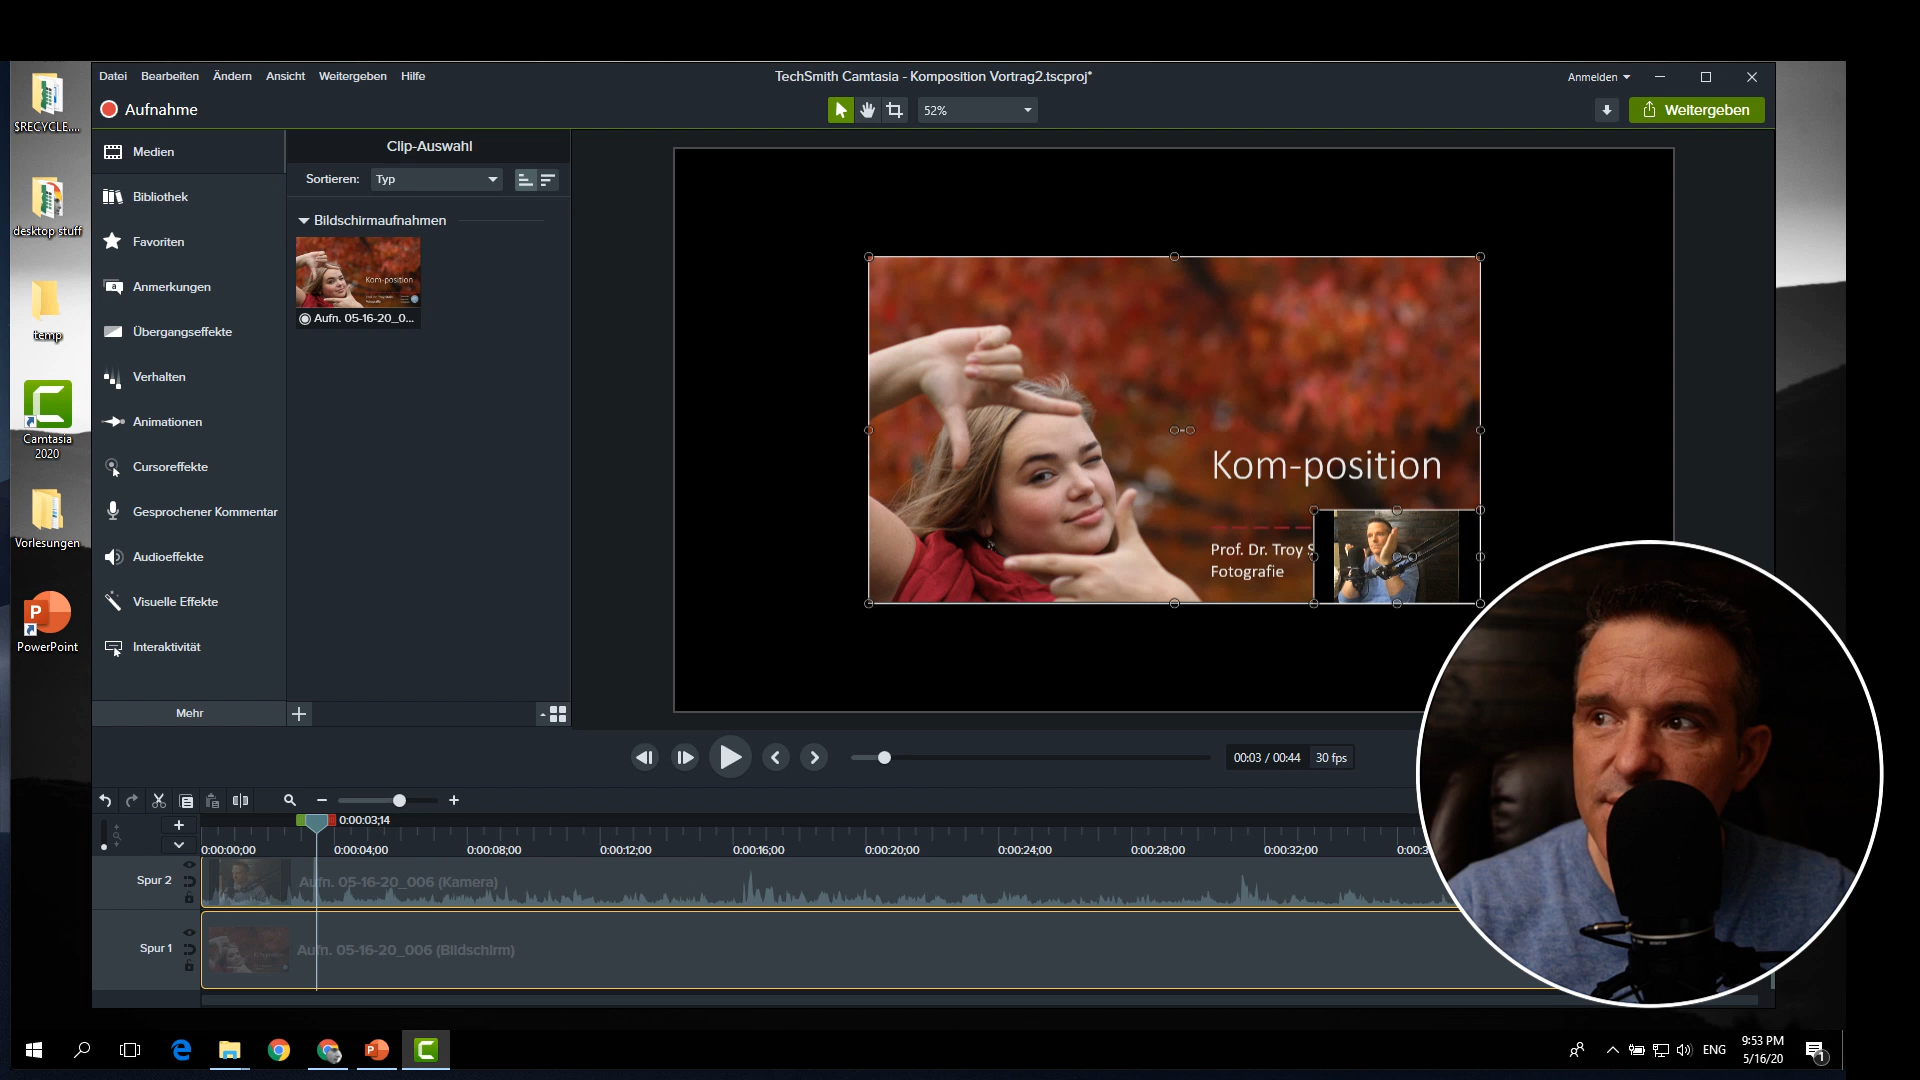 Datei Bearbeiten Ändern Ansicht Weitergeben Hilfe
TechSmith Camtasia - Komposition Vortrag2.tscproj*
Anmelden
Aufnahme
52%
Weitergeben
$RECYCLE....
desktop stuff
temp
Camtasia
2020
Vorlesungen
PowerPoint
Medien
Bibliothek
Favoriten
Anmerkungen
Übergangseffekte
Verhalten
Animationen
Cursoreffekte
Gesprochener Kommentar
Audioeffekte
Visuelle Effekte
Interaktivität
Mehr
Clip-Auswahl
Sortieren: Typ
Bildschirmaufnahmen
Kom-position
Aufn. 05-16-20_0...
Kom-position
Prof. Dr. Troy S
Fotografie
00:03 / 00:44 30 fps
0:00:03;14
0:00:00;00 0:00:04;00 0:00:08;00 0:00:12;00 0:00:16;00 0:00:20;00 0:00:24;00 0:00:28;00 0:00:32;00 0:00:3
Spur 2
Aufn. 05-16-20_006 (Kamera)
Spur 1
Aufn. 05-16-20_006 (Bildschirm)
ENG
9:53 PM
5/16/20
1